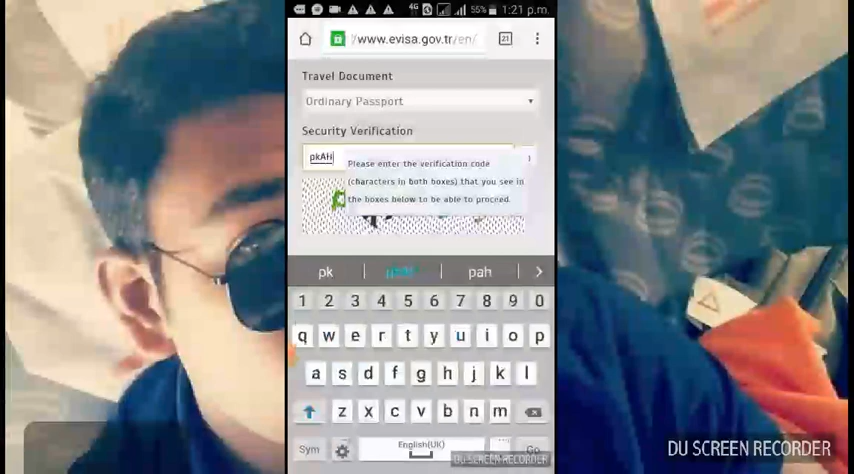 4G 55% 1:21 p.m.
/www.evisa.gov.tr/en/ 21
Travel Document
Ordinary Passport
Security Verification
pkAH
Please enter the verification code
(characters in both boxes) that you see in
the boxes below to be able to proceed.
pk pah
1 2 3 4 5 6 7 8 9 0
q w e r t y u i o p
a s d f g h j k l
z x c v b n m
Sym English(UK) Go
DU SCREEN RECORDER
DU SCREEN RECORDER